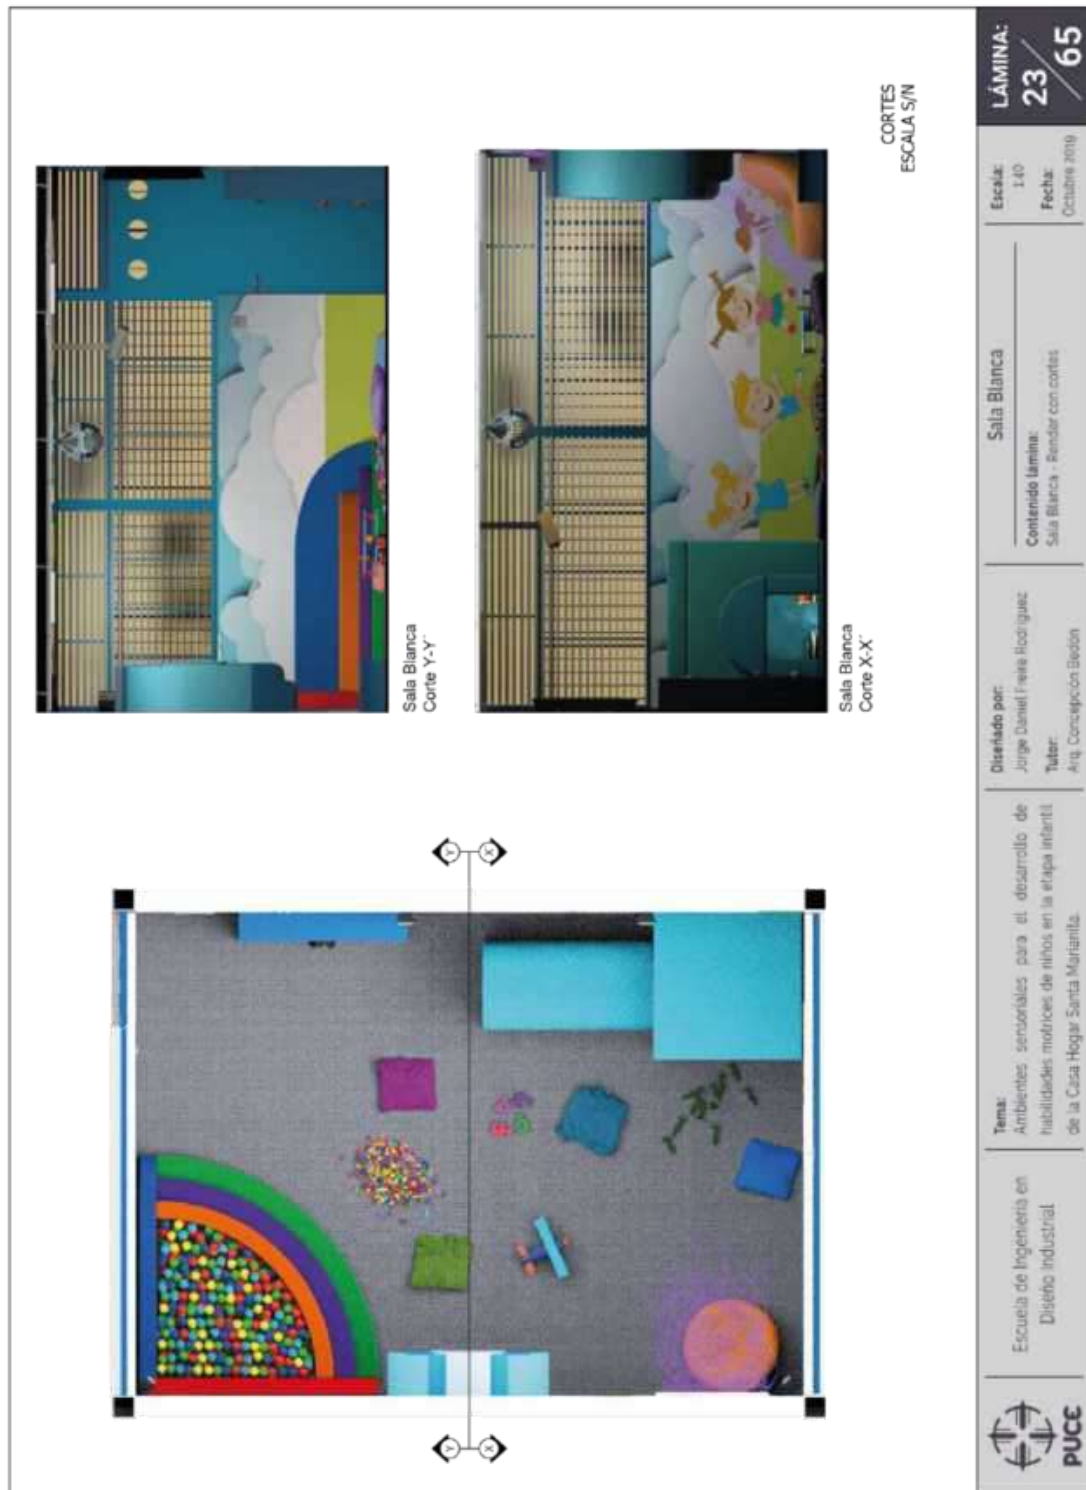 Sala Blanca
Corte Y-Y´
Sala Blanca
Corte X-X´
CORTES
ESCALA S/N
Y
X
Y
X
PUCE
Escuela de Ingeniería en
Diseño Industrial
Tema:
Ambientes sensoriales para el desarrollo de
habilidades motrices de niños en la etapa infantil
de la Casa Hogar Santa Marianita.
Diseñado por:
Jorge Daniel Freire Rodríguez
Tutor:
Arq. Concepción Bedón
Sala Blanca
Contenido lámina:
Sala Blanca - Render con cortes
Escala:
1:40
Fecha:
Octubre 2019
LÁMINA:
23/65